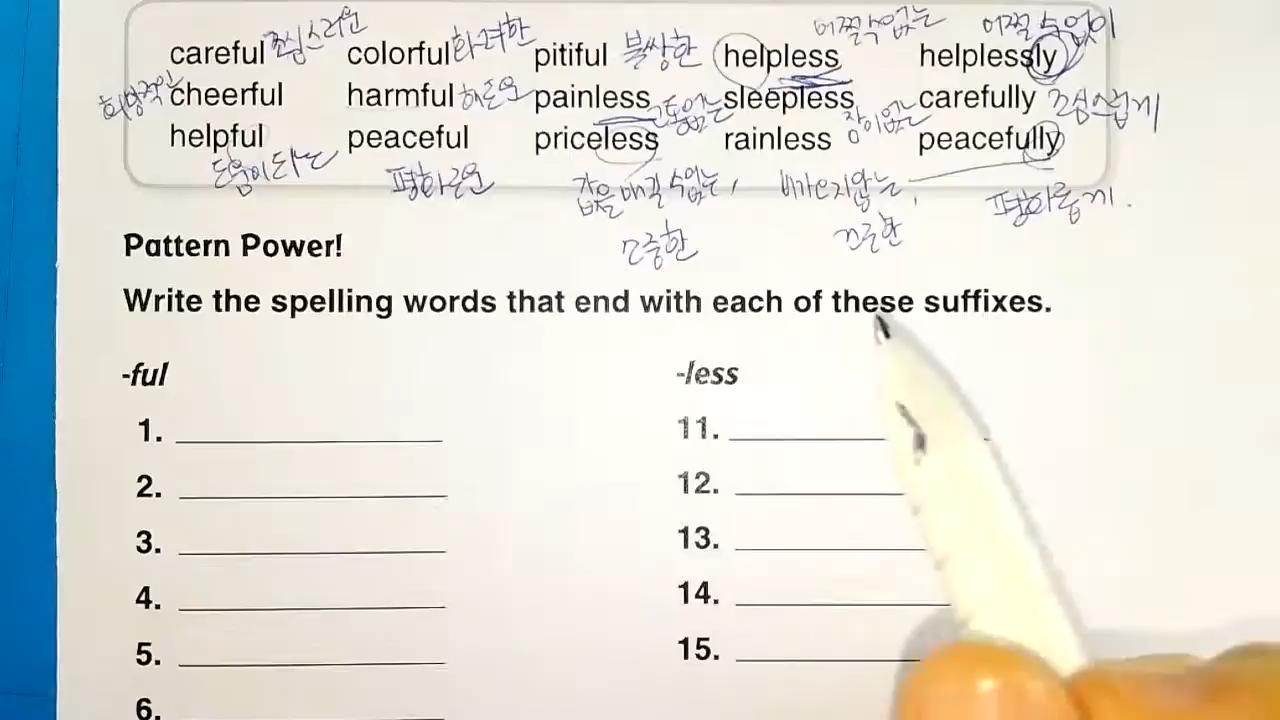 careful 조심스러운 colorful 화려한 pitiful 불쌍한 helpless 어쩔 수 없는 helplessly 어쩔 수 없이
희망적인 cheerful harmful 해로운 painless 고통없는 sleepless 잠이 없는 carefully 조심스럽게
helpful 도움이 되는 peaceful 평화로운 priceless 값을 매길 수 없는, 귀중한 rainless 비가 오지 않는, 건조한 peacefully 평화롭게.
Pattern Power!
Write the spelling words that end with each of these suffixes.
-ful -less
1. 11.
2. 12.
3. 13.
4. 14.
5. 15.
6.